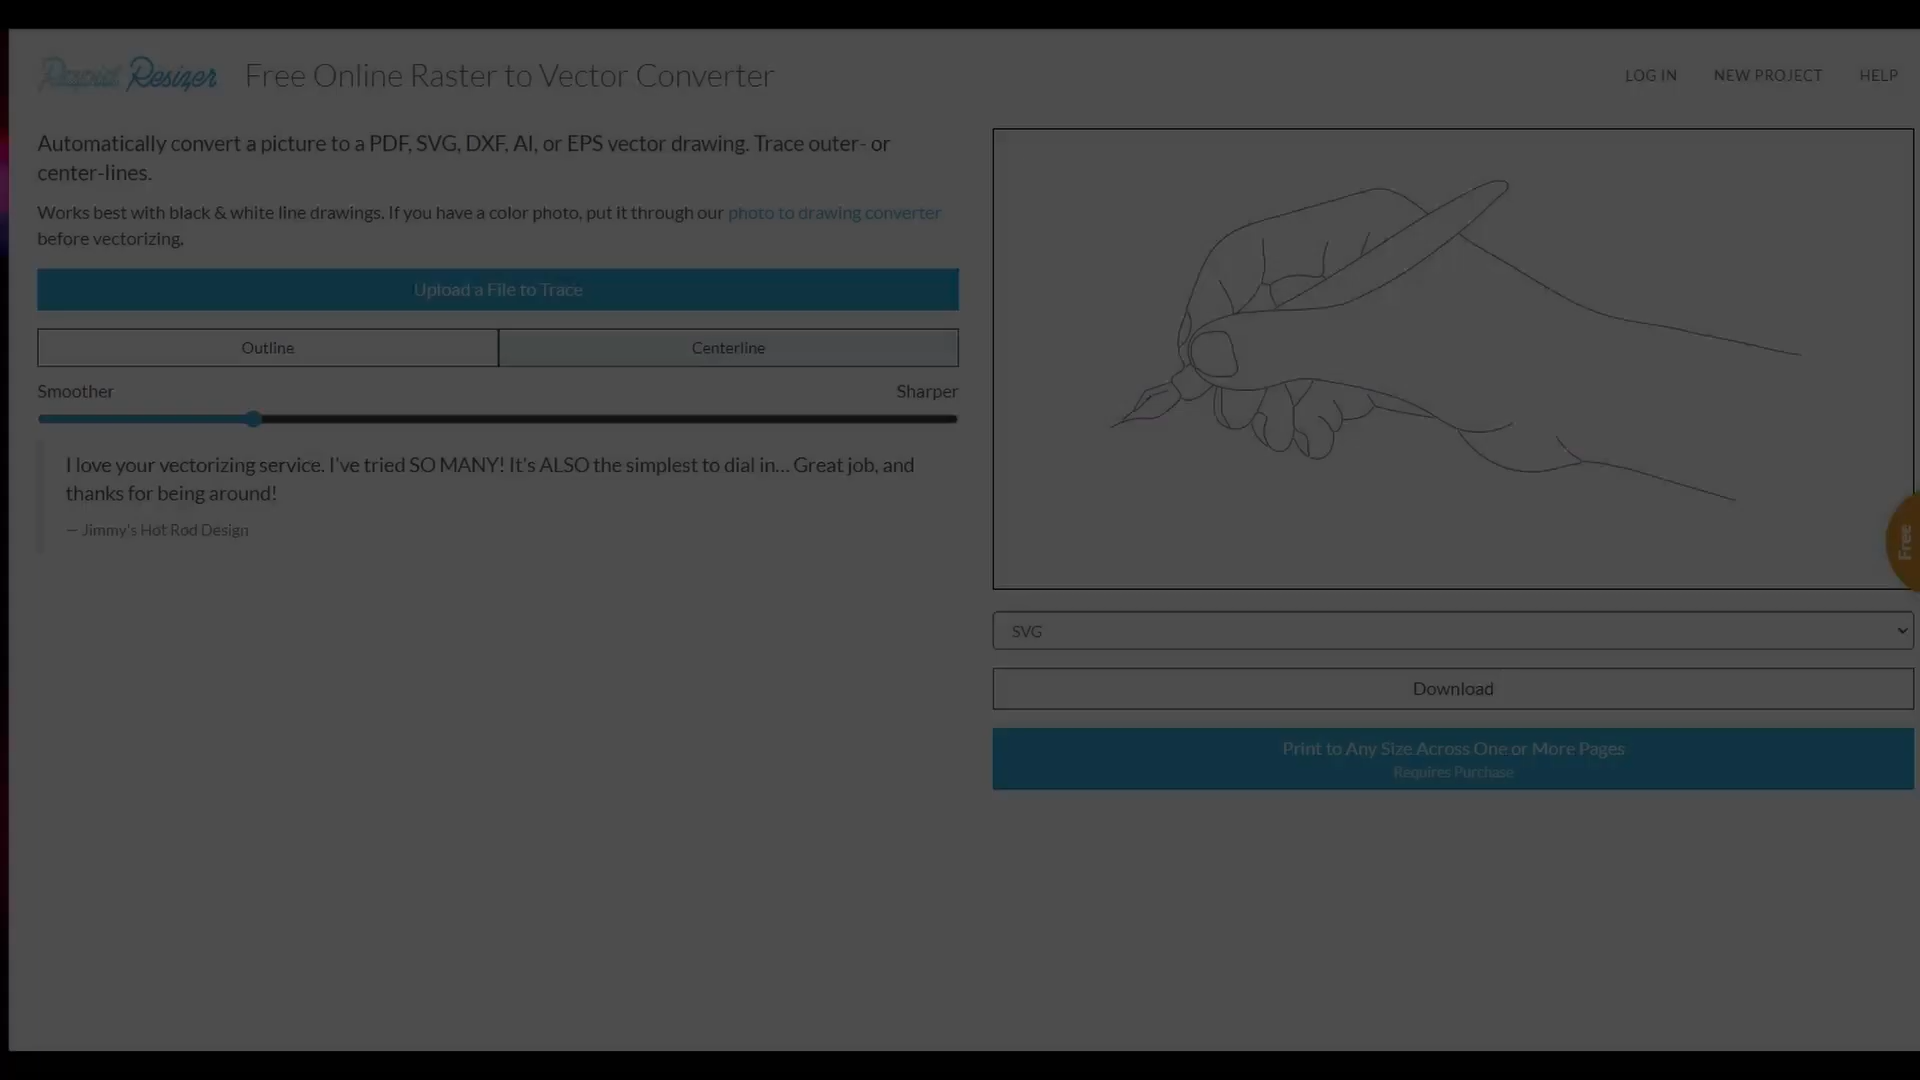 Rapid Resizer
Free Online Raster to Vector Converter
LOG IN
NEW PROJECT
HELP
Automatically convert a picture to a PDF, SVG, DXF, AI, or EPS vector drawing. Trace outer- or
center-lines.
Works best with black & white line drawings. If you have a color photo, put it through our photo to drawing converter
before vectorizing.
Upload a File to Trace
Outline
Centerline
Smoother
Sharper
I love your vectorizing service. I've tried SO MANY! It's ALSO the simplest to dial in... Great job, and
thanks for being around!
— Jimmy's Hot Rod Design
Free
SVG
Download
Print to Any Size Across One or More Pages
Requires Purchase